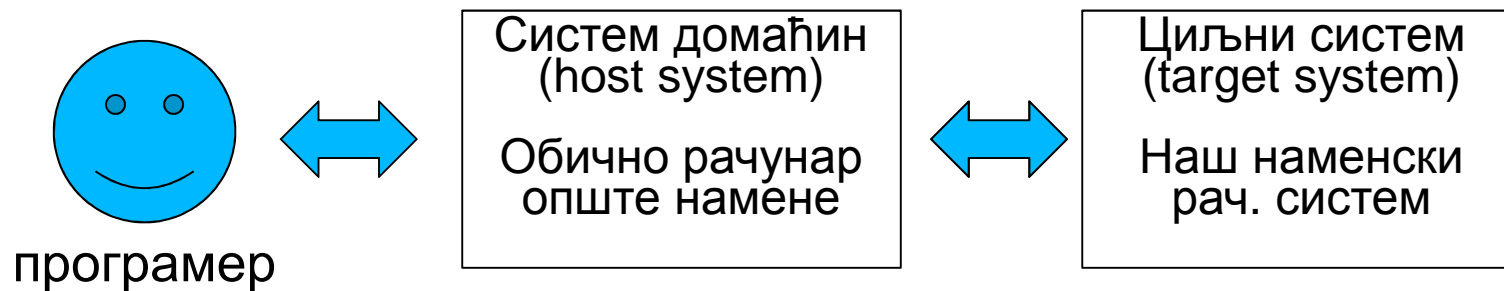 програмер
Систем домаћин
(host system)
Обично рачунар
опште намене
Циљни систем
(target system)
Наш наменски
рач. систем